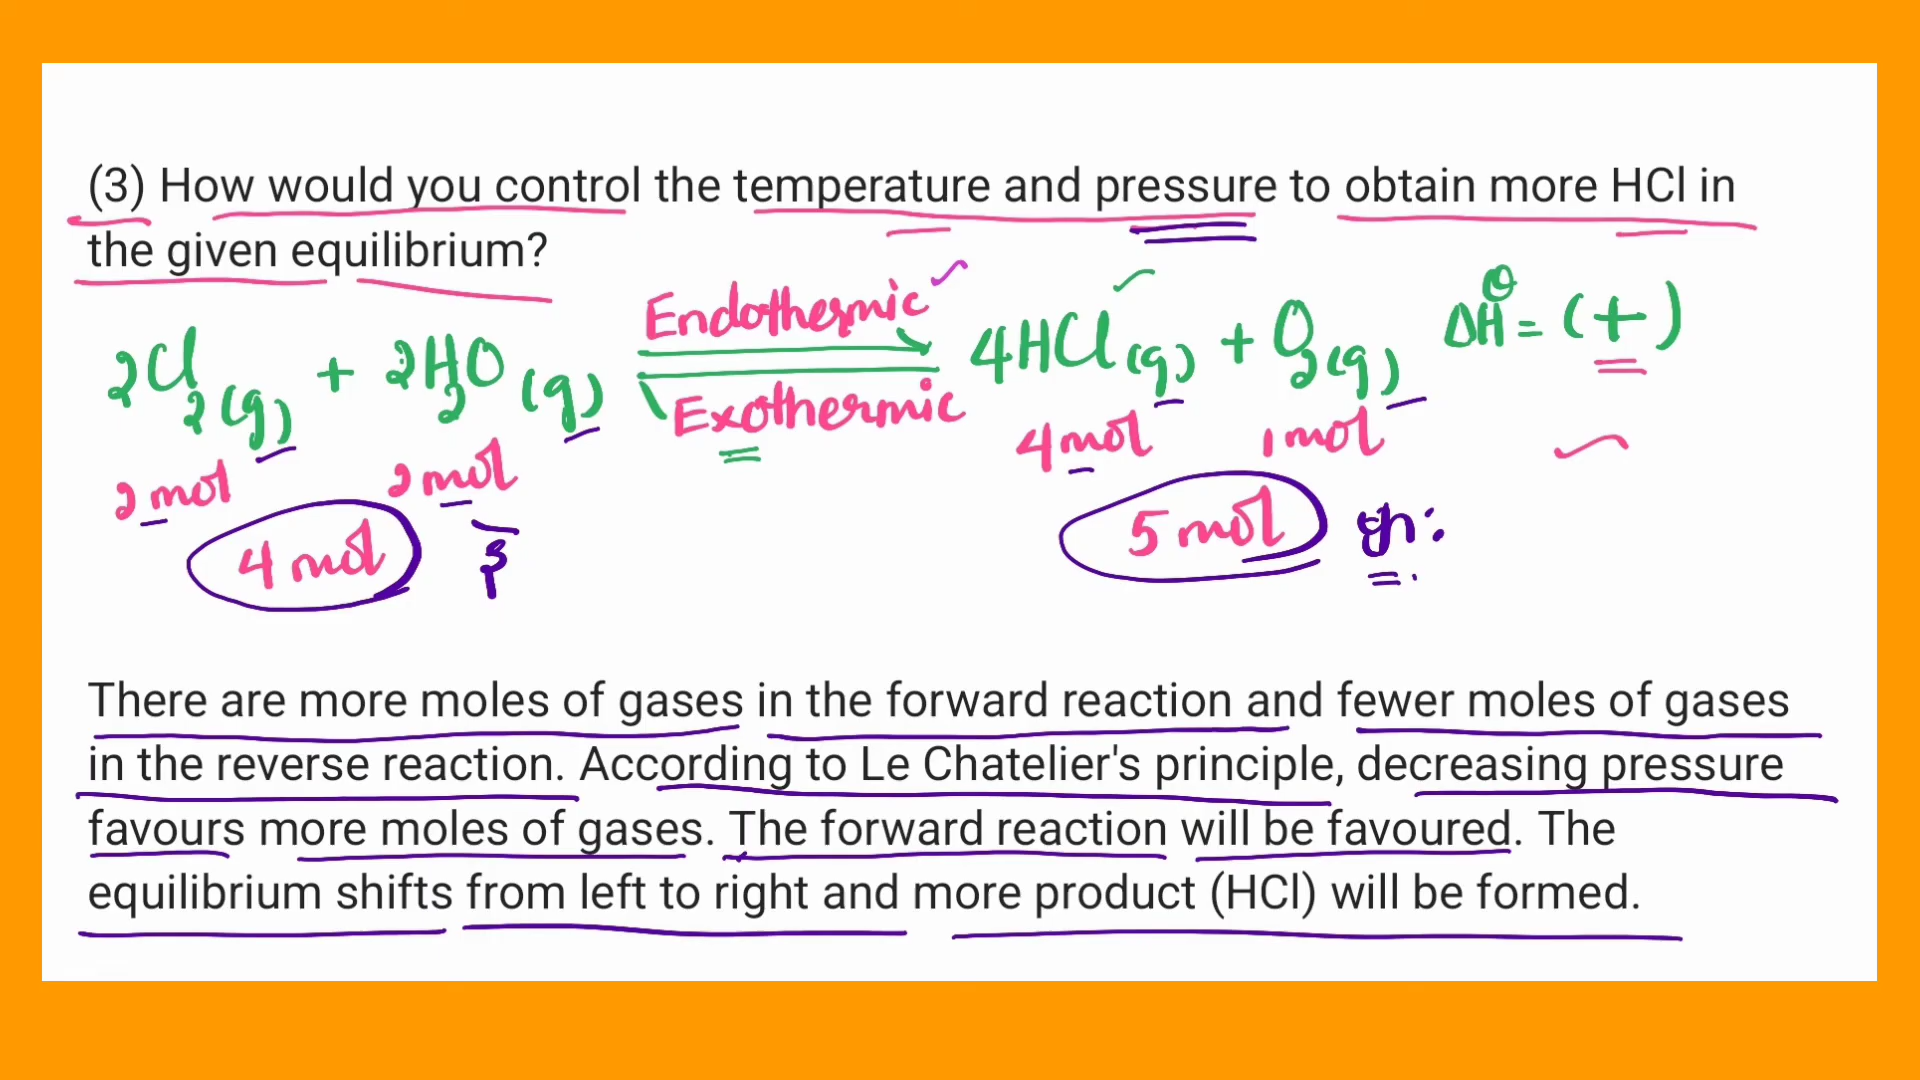 (3) How would you control the temperature and pressure to obtain more HCl in
the given equilibrium?
2Cl₂(g) + 2H₂O(g) Endothermic ⇌ Exothermic 4HCl(g) + O₂(g) ΔH° = (+)
2 mol 2 mol 4 mol 1 mol
4 mol 5 mol
There are more moles of gases in the forward reaction and fewer moles of gases
in the reverse reaction. According to Le Chatelier's principle, decreasing pressure
favours more moles of gases. The forward reaction will be favoured. The
equilibrium shifts from left to right and more product (HCl) will be formed.